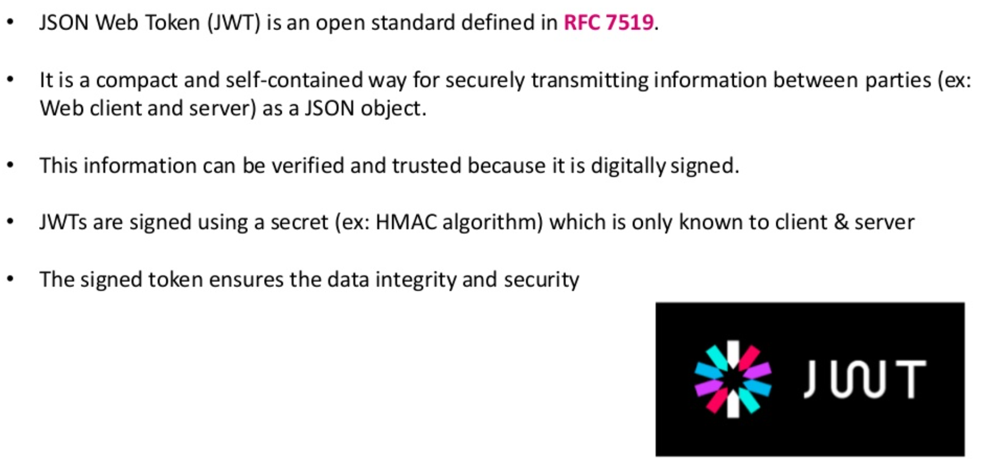 • JSON Web Token (JWT) is an open standard defined in RFC 7519.
• It is a compact and self-contained way for securely transmitting information between parties (ex:
Web client and server) as a JSON object.
• This information can be verified and trusted because it is digitally signed.
• JWTs are signed using a secret (ex: HMAC algorithm) which is only known to client & server
• The signed token ensures the data integrity and security
JWT